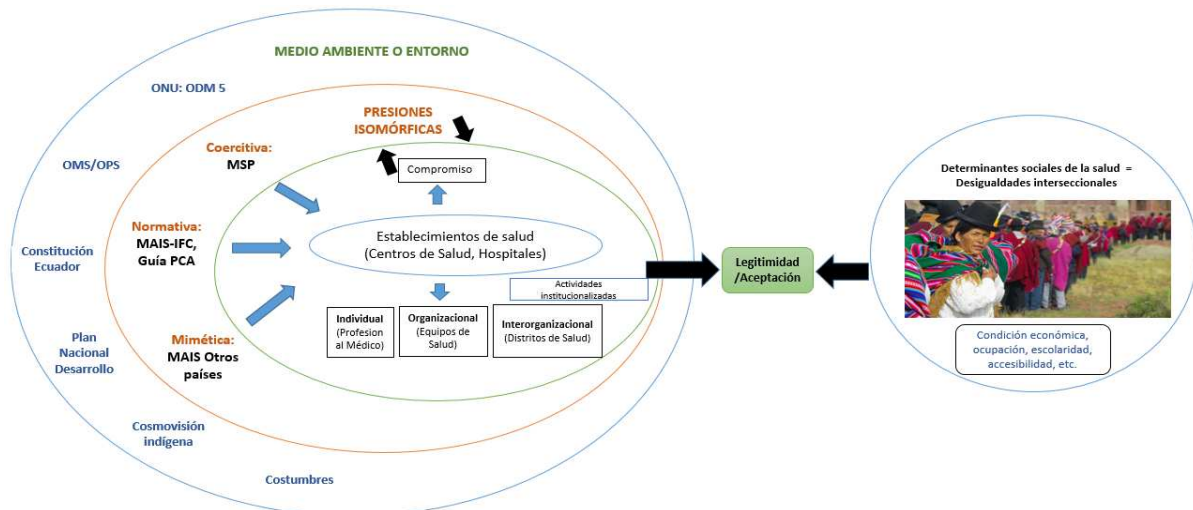 MEDIO AMBIENTE O ENTORNO
ONU: ODM 5
OMS/OPS
Constitución
Ecuador
Plan
Nacional
Desarrollo
Cosmovisión
indígena
Costumbres
PRESIONES
ISOMÓRFICAS
Coercitiva:
MSP
Normativa:
MAIS-IFC,
Guía PCA
Mimética:
MAIS Otros
países
Compromiso
Establecimientos de salud
(Centros de Salud, Hospitales)
Actividades
institucionalizadas
Individual
(Profesion
al Médico)
Organizacional
(Equipos de
Salud)
Interorganizacional
(Distritos de Salud)
Legitimidad
/Aceptación
Determinantes sociales de la salud =
Desigualdades interseccionales
Condición económica,
ocupación, escolaridad,
accesibilidad, etc.